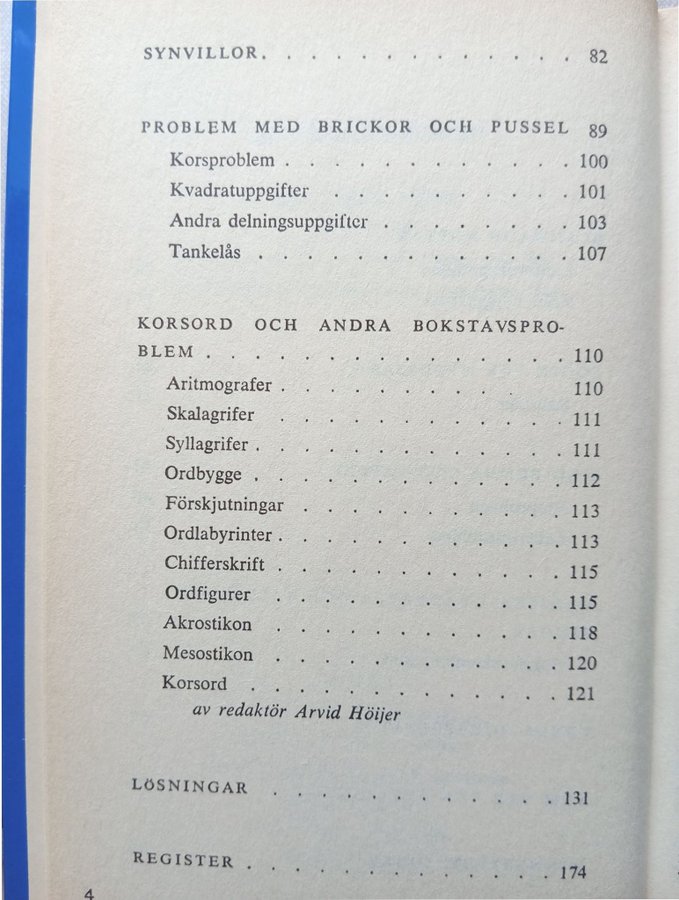 SYNVILLOR. . . . . . . . . . . . . 82
PROBLEM MED BRICKOR OCH PUSSEL 89
Korsproblem . . . . . . . . . . . . 100
Kvadratuppgifter . . . . . . . . . . 101
Andra delningsuppgifter . . . . . . . . 103
Tankelås . . . . . . . . . . . . . 107
KORSORD OCH ANDRA BOKSTAVSPRO-
BLEM . . . . . . . . . . . . . . . 110
Aritmografer . . . . . . . . . . . 110
Skalagrifer . . . . . . . . . . . . 111
Syllagrifer . . . . . . . . . . . . . 111
Ordbygge . . . . . . . . . . . . . 112
Förskjutningar . . . . . . . . . . . 113
Ordlabyrinter . . . . . . . . . . . . 113
Chifferskrift . . . . . . . . . . . . 115
Ordfigurer . . . . . . . . . . . . 115
Akrostikon . . . . . . . . . . . . 118
Mesostikon . . . . . . . . . . . . 120
Korsord . . . . . . . . . . . . . 121
av redaktör Arvid Höijer
LÖSNINGAR . . . . . . . . . . . . 131
REGISTER . . . . . . . . . . . . . 174
4